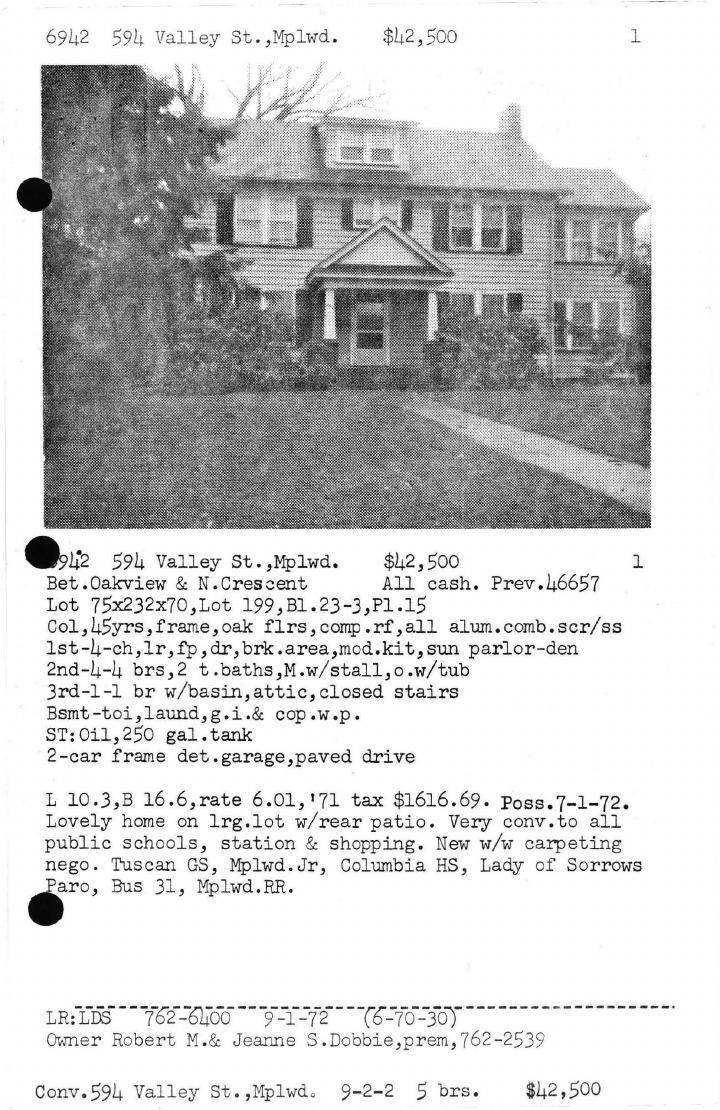 6942 594 Valley St.,Mplwd. $42,500 1
6942 594 Valley St.,Mplwd. $42,500 1
Bet.Oakview & N.Crescent All cash. Prev.46657
Lot 75x232x70,Lot 199,Bl.23-3,Pl.15
Col,45yrs,frame,oak flrs,comp.rf,all alum.comb.scr/ss
1st-4-ch,lr,fp,dr,brk.area,mod.kit,sun parlor-den
2nd-4-4 brs,2 t.baths,M.w/stall,o.w/tub
3rd-1-1 br w/basin,attic,closed stairs
Bsmt-toi,laund,g.i.& cop.w.p.
ST:Oil,250 gal.tank
2-car frame det.garage,paved drive
L 10.3,B 16.6,rate 6.01,'71 tax $1616.69. Poss.7-1-72.
Lovely home on lrg.lot w/rear patio. Very conv.to all
public schools, station & shopping. New w/w carpeting
nego. Tuscan GS, Mplwd.Jr, Columbia HS, Lady of Sorrows
Paro, Bus 31, Mplwd.RR.
LR:LDS 762-6400 9-1-72 (6-70-30)
Owner Robert M.& Jeanne S.Dobbie,prem,762-2539
Conv.594 Valley St.,Mplwd. 9-2-2 5 brs. $42,500